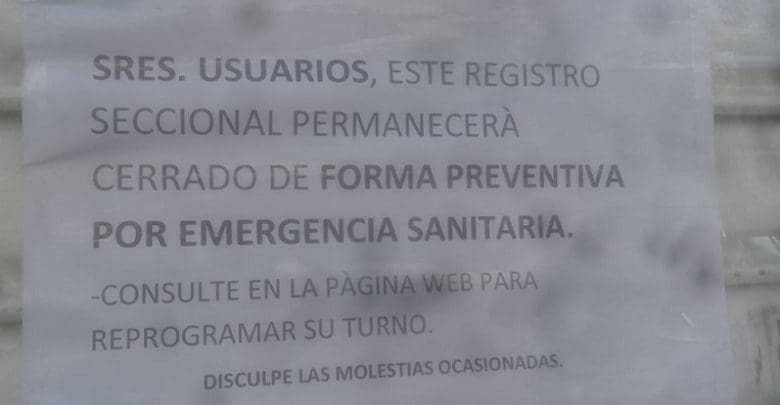 SRES. USUARIOS, ESTE REGISTRO
SECCIONAL PERMANECERÀ
CERRADO DE FORMA PREVENTIVA
POR EMERGENCIA SANITARIA.
-CONSULTE EN LA PÀGINA WEB PARA
REPROGRAMAR SU TURNO.
DISCULPE LAS MOLESTIAS OCASIONADAS.